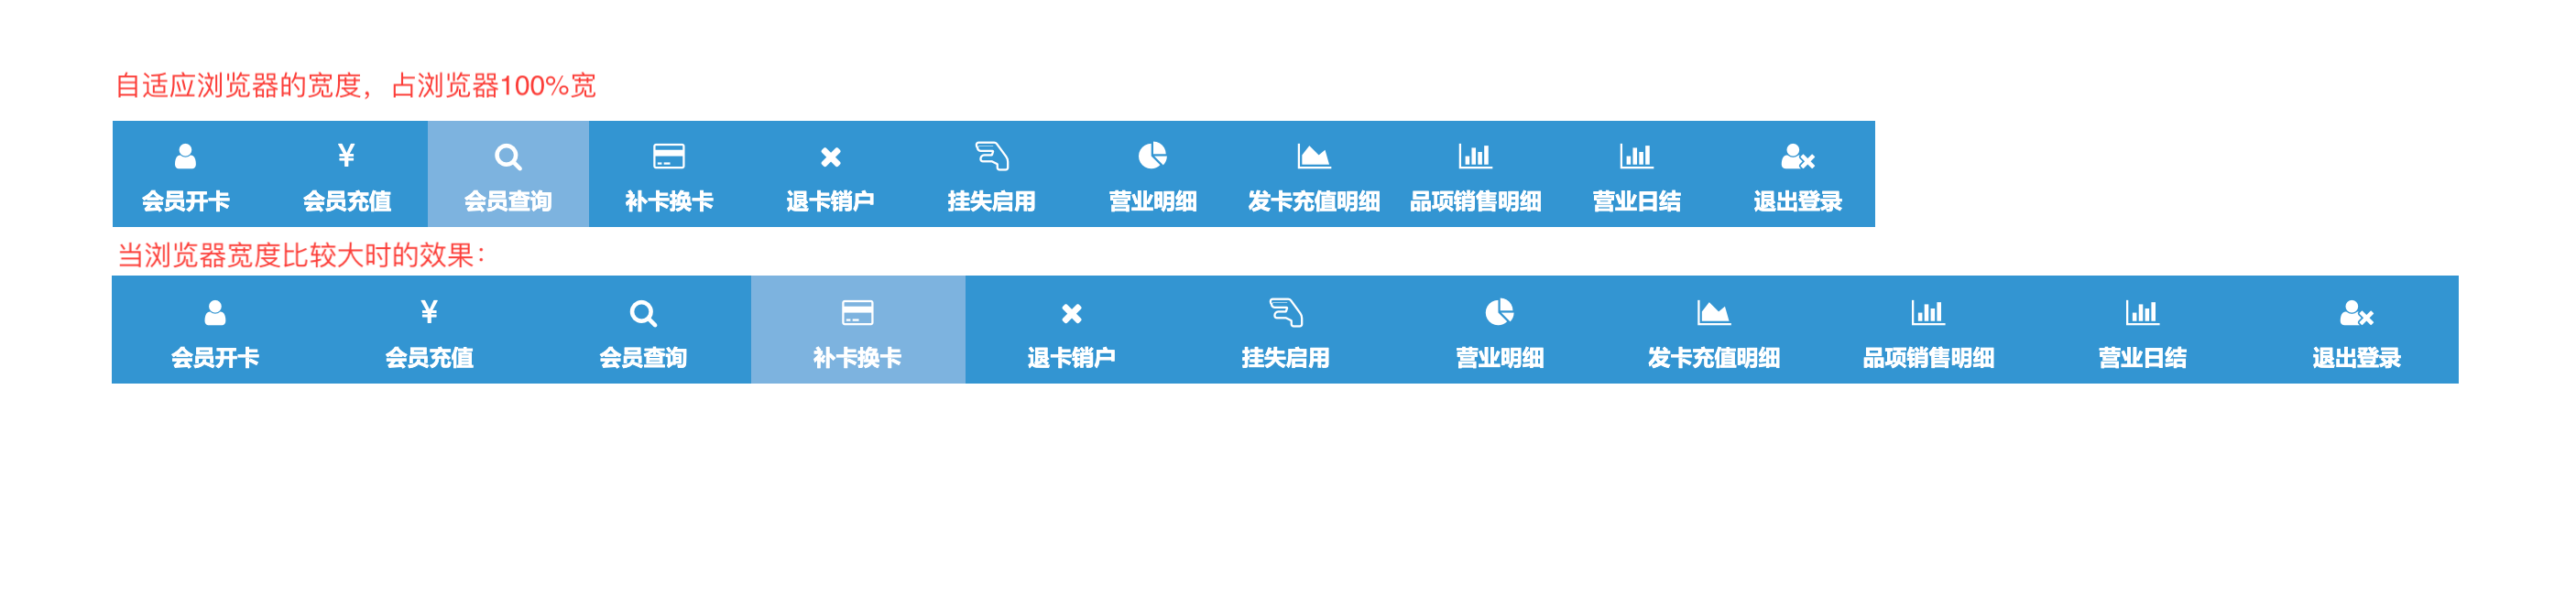 自适应浏览器的宽度，占浏览器100%宽
¥
会员开卡 会员充值 会员查询 补卡换卡 退卡销户 挂失启用 营业明细 发卡充值明细 品项销售明细 营业日结 退出登录
当浏览器宽度比较大时的效果：
¥
会员开卡 会员充值 会员查询 补卡换卡 退卡销户 挂失启用 营业明细 发卡充值明细 品项销售明细 营业日结 退出登录